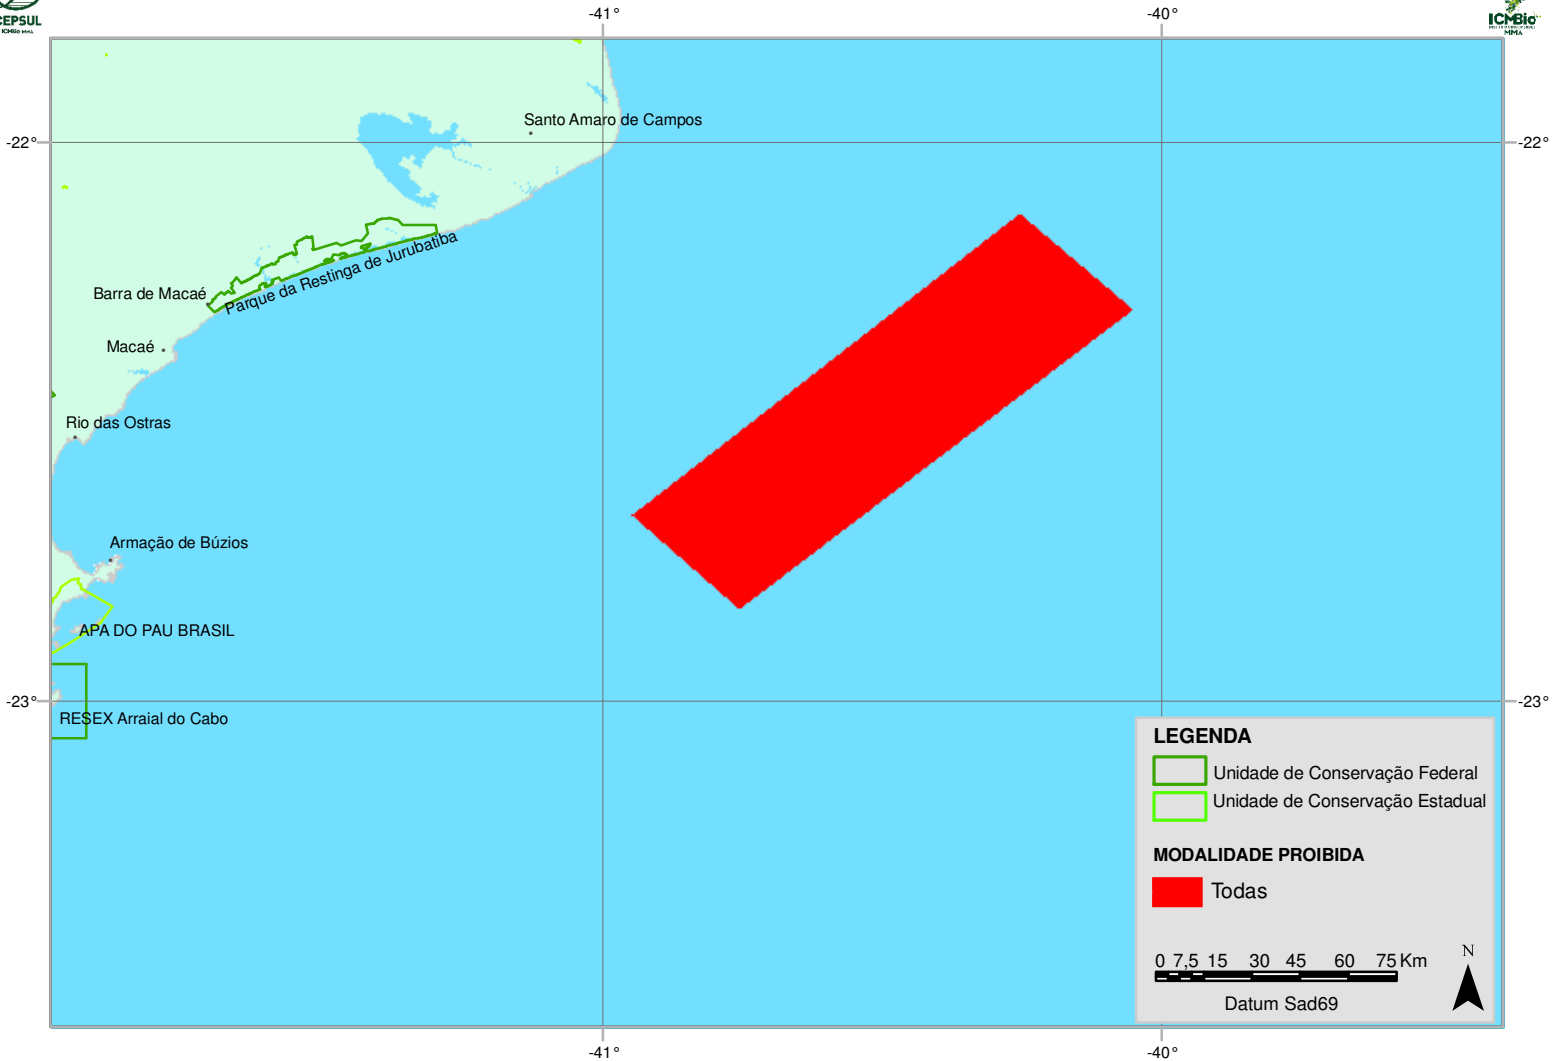 CEPSUL
ICMBio MMA
-41°
-40°
ICMBio
MMA
Santo Amaro de Campos
-22°
-22°
Parque da Restinga de Jurubatiba
Barra de Macaé
Macaé
Rio das Ostras
Armação de Búzios
APA DO PAU BRASIL
-23°
-23°
RESEX Arraial do Cabo
LEGENDA
Unidade de Conservação Federal
Unidade de Conservação Estadual
MODALIDADE PROIBIDA
Todas
0 7,5 15 30 45 60 75 Km
N
Datum Sad69
-41°
-40°